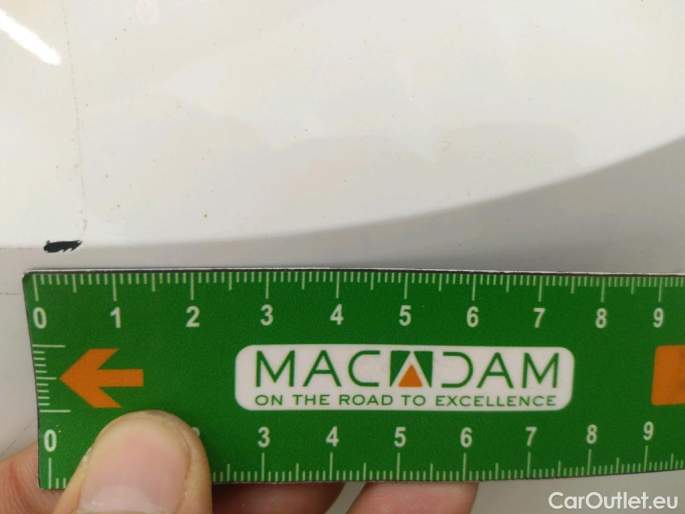 0 1 2 3 4 5 6 7 8 9
MACADAM
ON THE ROAD TO EXCELLENCE
0 2 3 4 5 6 7 8 9
CarOutlet.eu